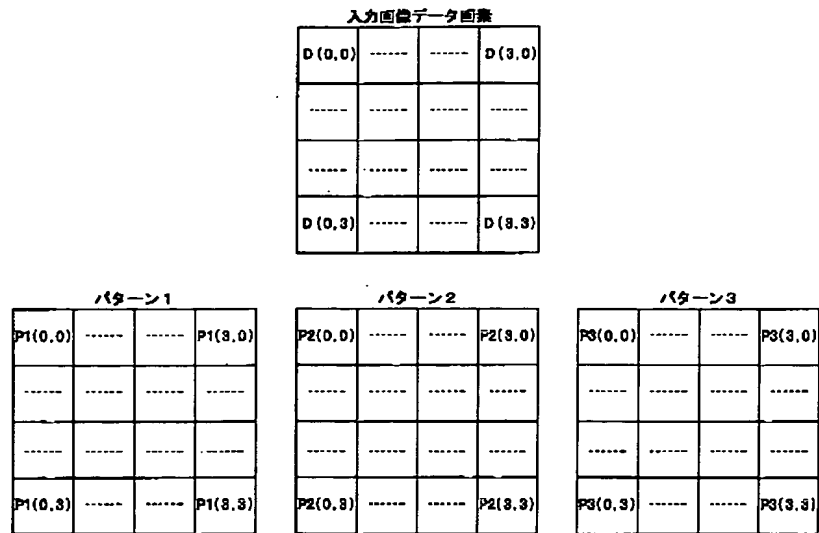 入力画像データ画素
D(0,0) ------ ------ D(3,0)
------ ------ ------ ------
------ ------ ------ ------
D(0,3) ------ ------ D(3,3)
パターン1 パターン2 パターン3
P1(0,0) ------ ------ P1(3,0) P2(0,0) ------ ------ P2(3,0) P3(0,0) ------ ------ P3(3,0)
------ ------ ------ ------ ------ ------ ------ ------ ------ ------ ------ ------
------ ------ ------ ------ ------ ------ ------ ------ ------ ------ ------ ------
P1(0,3) ------ ------ P1(3,3) P2(0,3) ------ ------ P2(3,3) P3(0,3) ------ ------ P3(3,3)